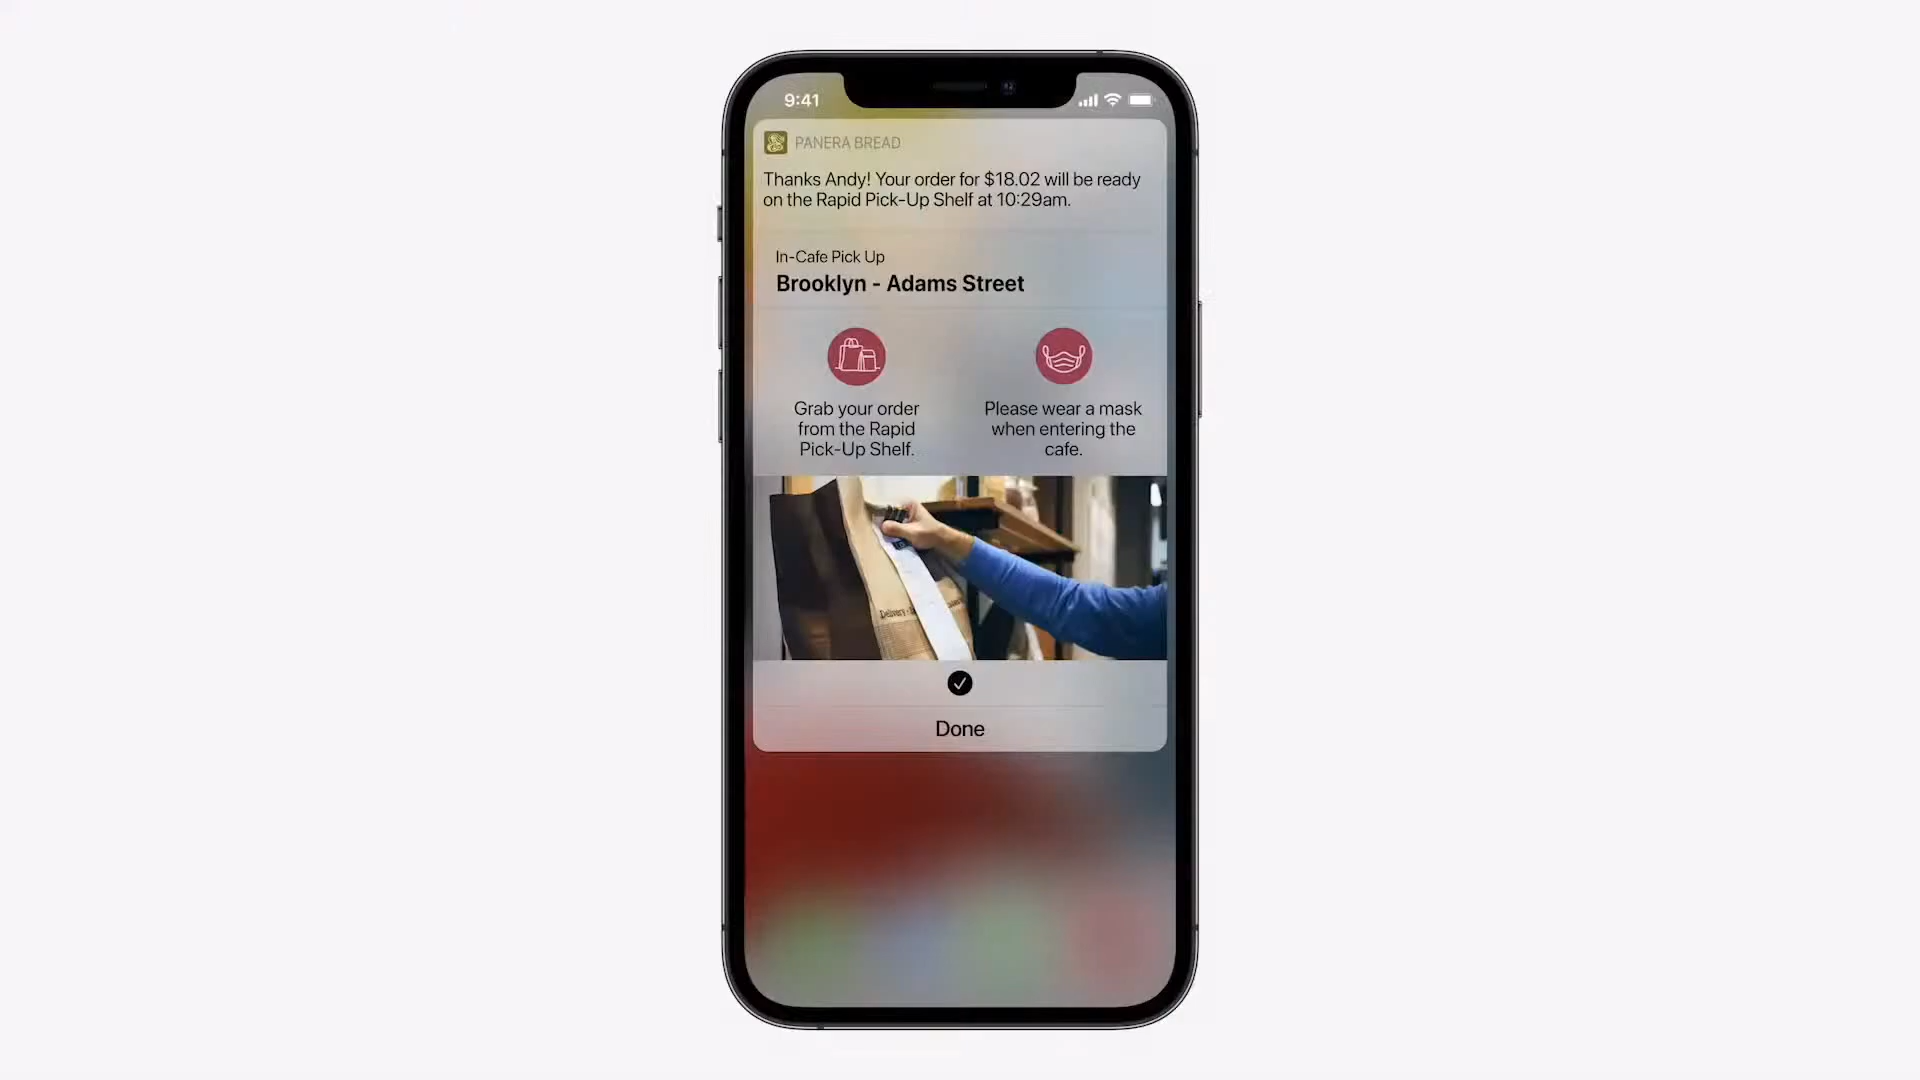 9:41
PANERA BREAD
Thanks Andy! Your order for $18.02 will be ready
on the Rapid Pick-Up Shelf at 10:29am.
In-Cafe Pick Up
Brooklyn - Adams Street
Grab your order
from the Rapid
Pick-Up Shelf.
Please wear a mask
when entering the
cafe.
Delivery
Done